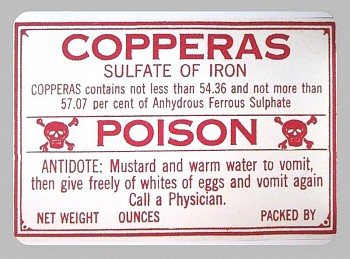 COPPERAS
SULFATE OF IRON
COPPERAS contains not less than 54.36 and not more than
57.07 per cent of Anhydrous Ferrous Sulphate
POISON
ANTIDOTE: Mustard and warm water to vomit,
then give freely of whites of eggs and vomit again
Call a Physician.
NET WEIGHT OUNCES PACKED BY